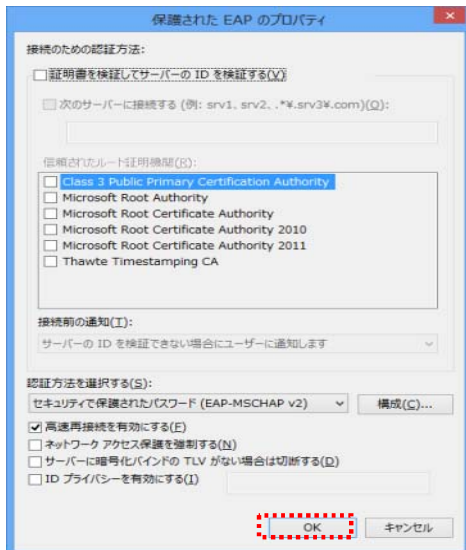 保護された EAP のプロパティ
接続のための認証方法:
証明書を検証してサーバーの ID を検証する(V)
次のサーバーに接続する (例: srv1、srv2、.*¥.srv3¥.com)(O):
信頼されたルート証明機関(R):
Class 3 Public Primary Certification Authority
Microsoft Root Authority
Microsoft Root Certificate Authority
Microsoft Root Certificate Authority 2010
Microsoft Root Certificate Authority 2011
Thawte Timestamping CA
接続前の通知(T):
サーバーの ID を検証できない場合にユーザーに通知します
認証方法を選択する(S):
セキュリティで保護されたパスワード (EAP-MSCHAP v2) 構成(C)...
高速再接続を有効にする(F)
ネットワーク アクセス保護を強制する(N)
サーバーに暗号化バインドの TLV がない場合は切断する(D)
ID プライバシーを有効にする(I)
OK キャンセル